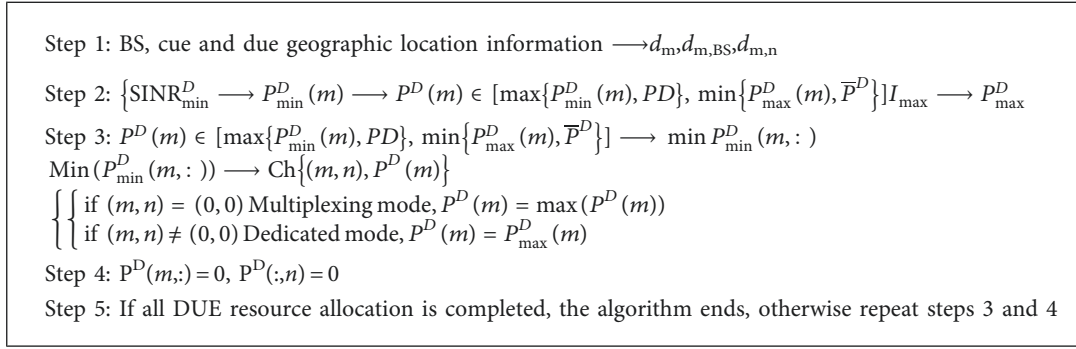 Step 1: BS, cue and due geographic location information ⟶d_m,d_{m,BS},d_{m,n}
Step 2: {SINR^D_min ⟶ P^D_min (m) ⟶ P^D (m) ∈ [max{P^D_min (m), PD}, min{P^D_max (m), P̅^D}]I_max ⟶ P^D_max
Step 3: P^D (m) ∈ [max{P^D_min (m), PD}, min{P^D_max (m), P̅^D}] ⟶ min P^D_min (m, : )
Min (P^D_min (m, : )) ⟶ Ch{(m, n), P^D (m)}
{ { if (m, n) = (0, 0) Multiplexing mode, P^D (m) = max (P^D (m))
if (m, n) ≠ (0, 0) Dedicated mode, P^D (m) = P^D_max (m)
Step 4: P^D(m,:) = 0, P^D(:,n) = 0
Step 5: If all DUE resource allocation is completed, the algorithm ends, otherwise repeat steps 3 and 4